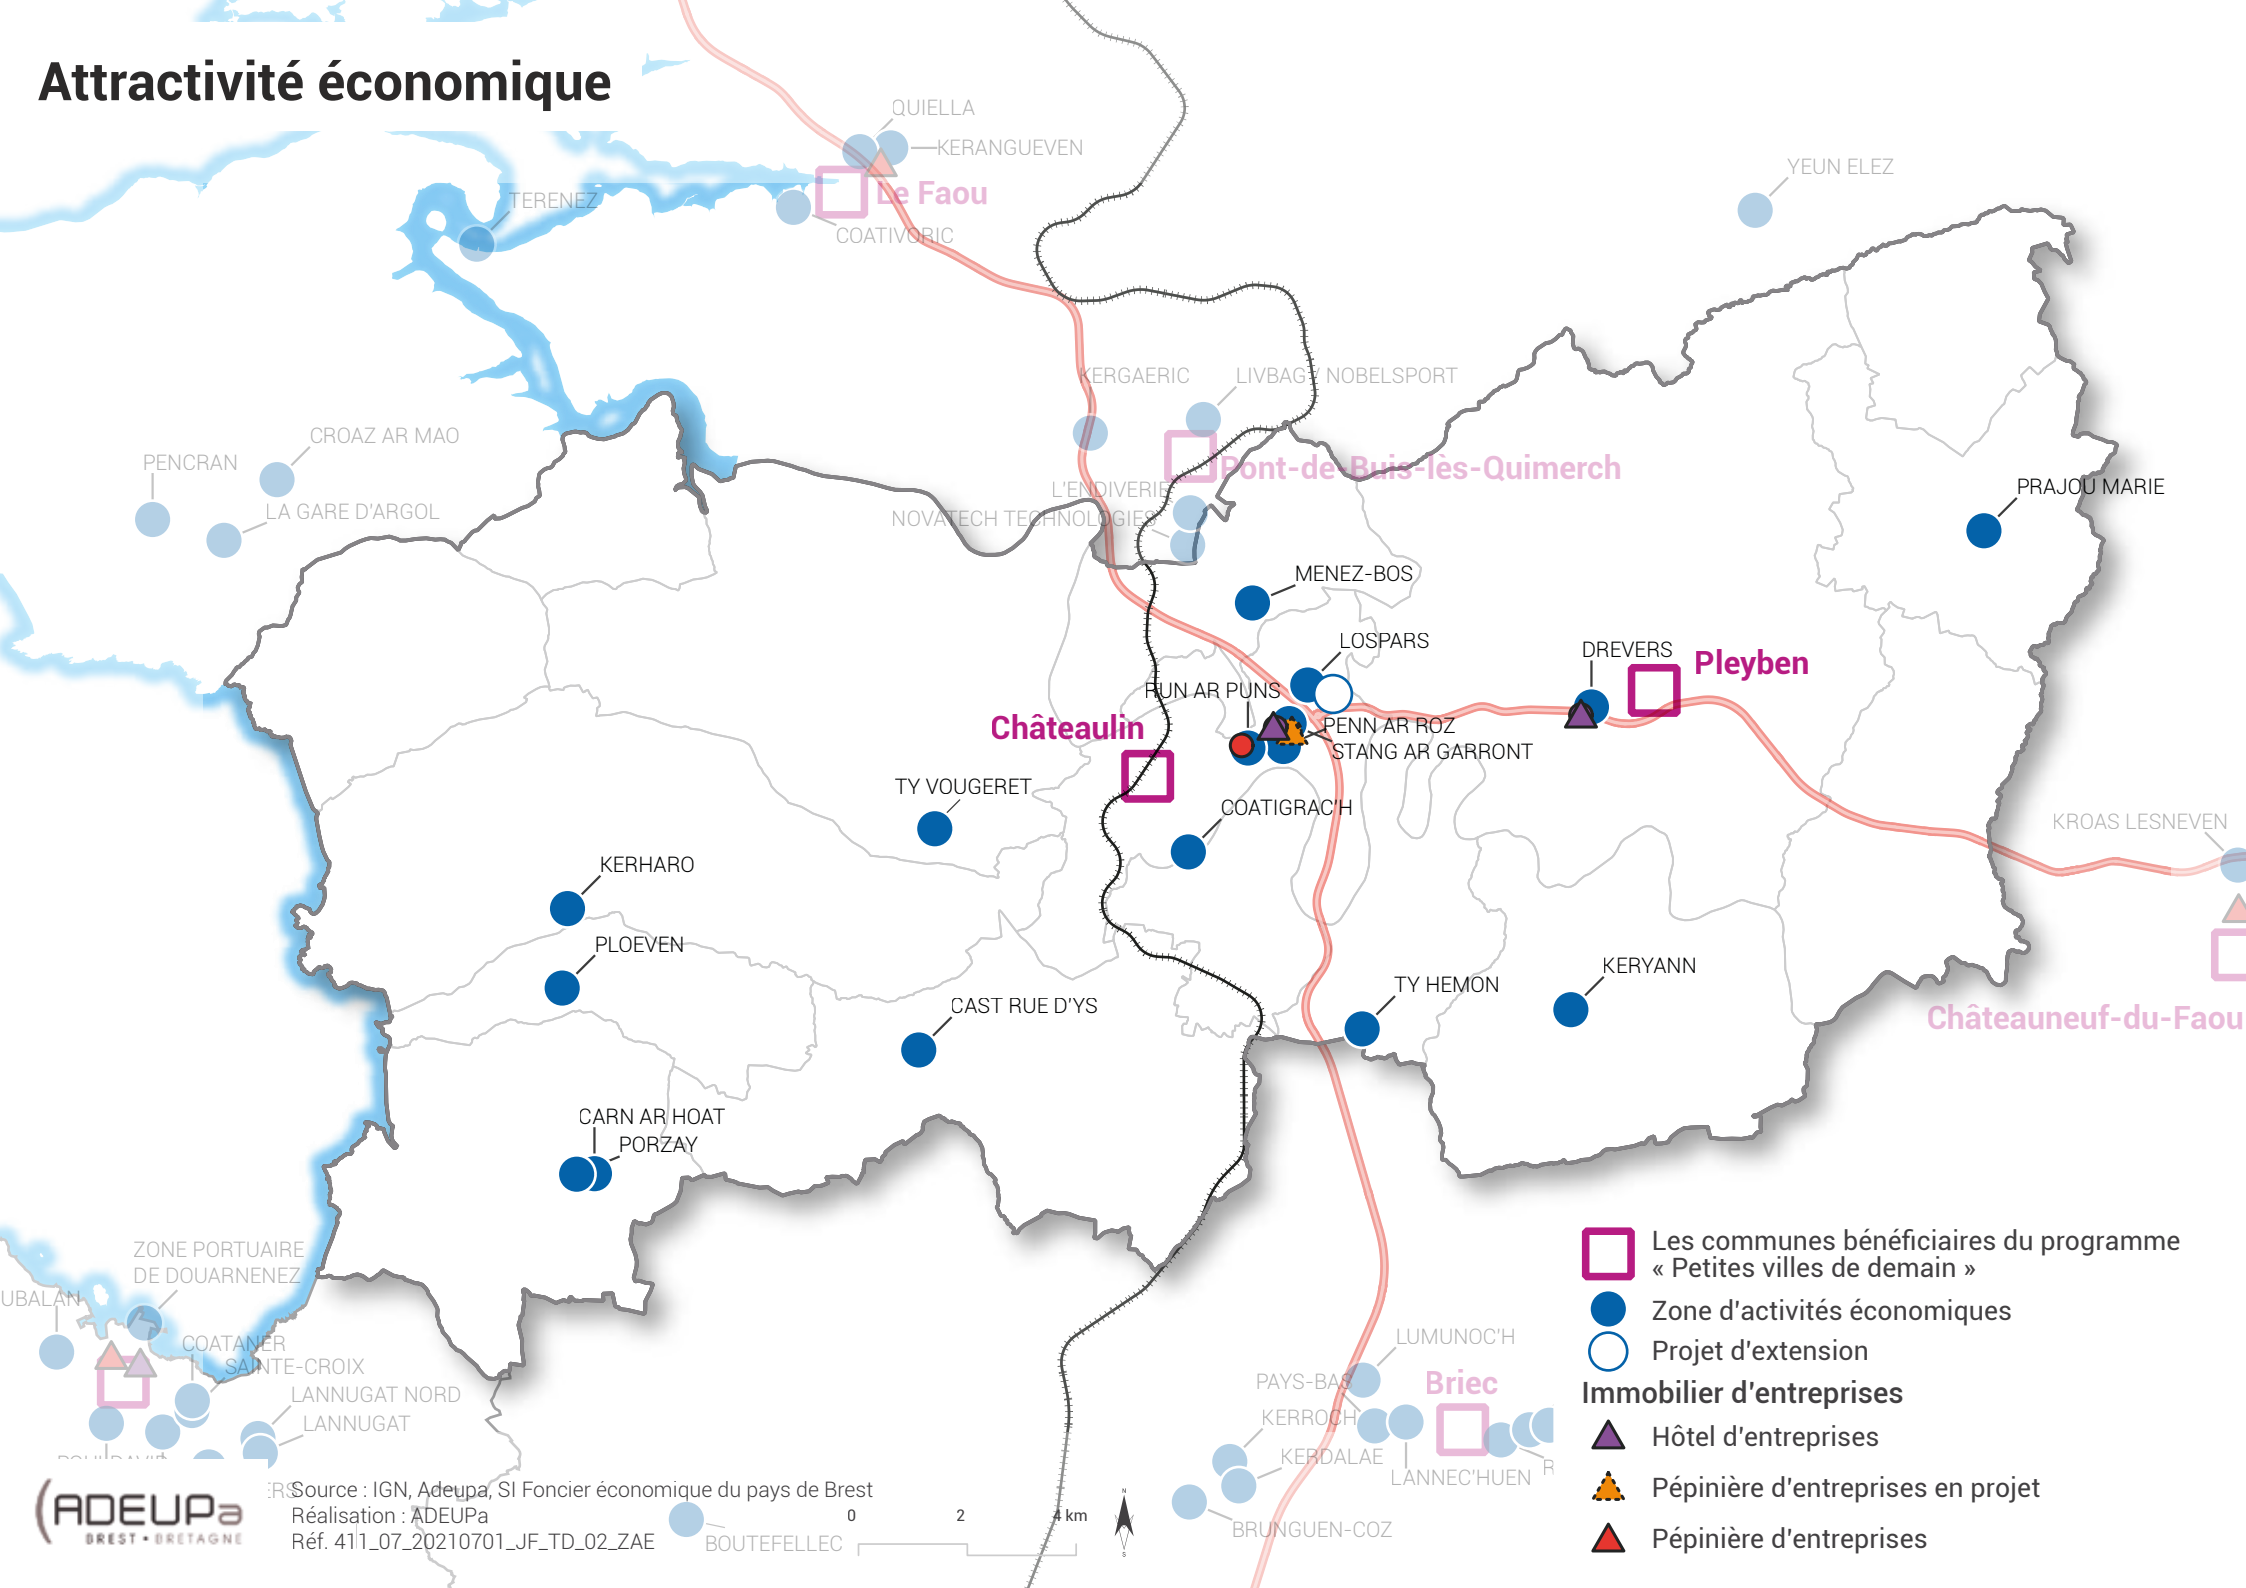 Attractivité économique
QUIELLA
KERANGUEVEN
YEUN ELEZ
TERENEZ
Le Faou
COATIVORIC
KERGAERIC
LIVBAG / NOBELSPORT
CROAZ AR MAO
PENCRAN
Pont-de-Buis-lès-Quimerch
L'ENDIVERIE
PRAJOU MARIE
LA GARE D'ARGOL
NOVATECH TECHNOLOGIES
MENEZ-BOS
LOSPARS
DREVERS
Pleyben
RUN AR PUNS
Châteaulin
PENN AR ROZ
STANG AR GARRONT
TY VOUGERET
COATIGRAC'H
KROAS LESNEVEN
KERHARO
PLOEVEN
KERYANN
TY HEMON
CAST RUE D'YS
Châteauneuf-du-Faou
CARN AR HOAT
PORZAY
ZONE PORTUAIRE
DE DOUARNENEZ
UBALAN
COATANER
SAINTE-CROIX
LANNUGAT NORD
LANNUGAT
LUMUNOC'H
PAYS-BAS
Briec
KERROCH
KERDALAE
LANNEC'HUEN
R
BRUNGUEN-COZ
BOUTEFELLEC
Les communes bénéficiaires du programme
« Petites villes de demain »
Zone d'activités économiques
Projet d'extension
Immobilier d'entreprises
Hôtel d'entreprises
Pépinière d'entreprises en projet
Pépinière d'entreprises
ADEUPa
BREST • BRETAGNE
ERS
Source : IGN, Adeupa, SI Foncier économique du pays de Brest
Réalisation : ADEUPa
Réf. 411_07_20210701_JF_TD_02_ZAE
0 2 4 km
N
S